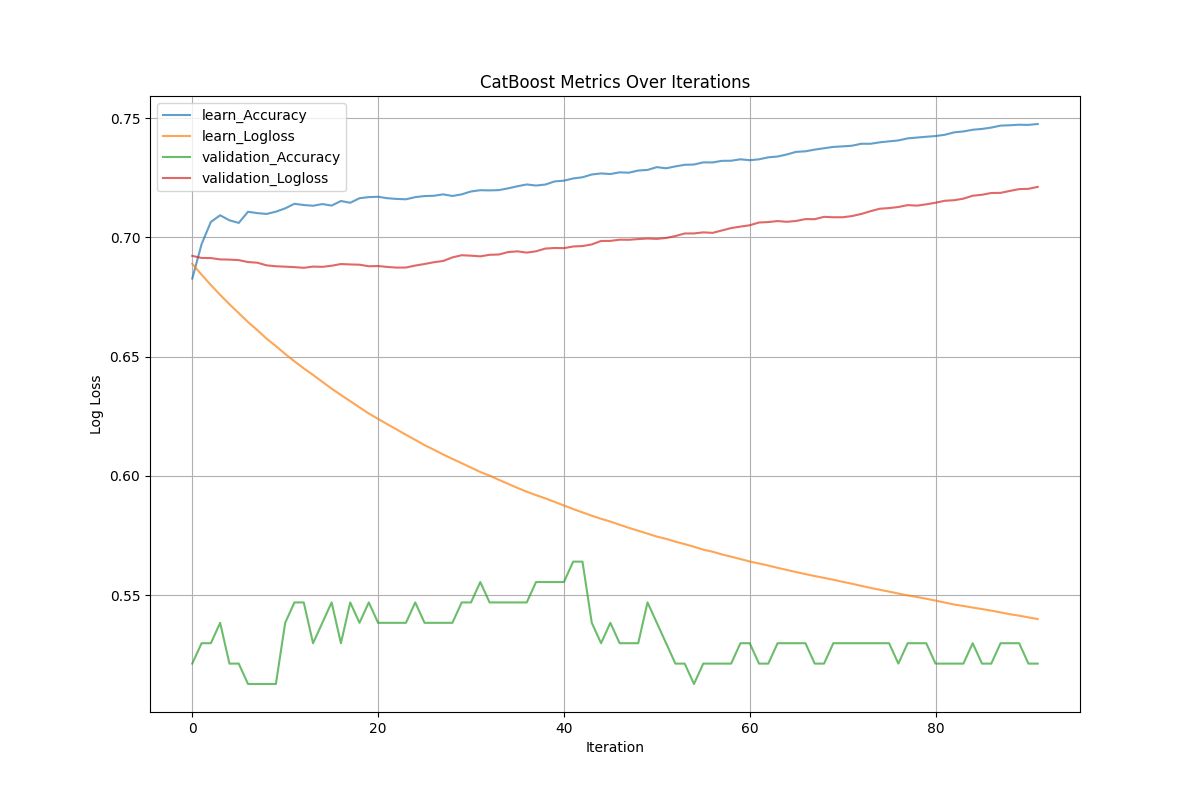 CatBoost Metrics Over Iterations
learn_Accuracy
learn_Logloss
validation_Accuracy
validation_Logloss
0.75
0.70
0.65
0.60
0.55
Log Loss
0
20
40
60
80
Iteration